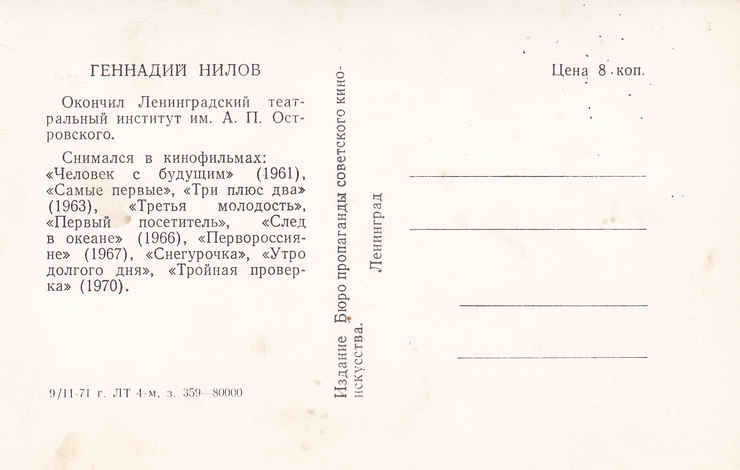 ГЕННАДИЙ НИЛОВ
Окончил Ленинградский теат-
ральный институт им. А. П. Ост-
ровского.
Снимался в кинофильмах:
«Человек с будущим» (1961),
«Самые первые», «Три плюс два»
(1963), «Третья молодость»,
«Первый посетитель», «След
в океане» (1966), «Первороссия-
не» (1967), «Снегурочка», «Утро
долгого дня», «Тройная провер-
ка» (1970).
9/11-71 г. ЛТ 4-м, з. 359—80000
Издание Бюро пропаганды советского кино-
искусства.
Ленинград
Цена 8 коп.